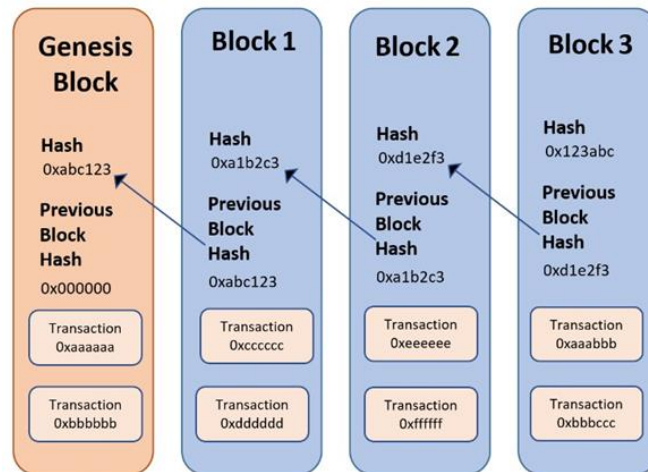 Genesis
Block
Hash
0xabc123
Previous
Block
Hash
0x000000
Transaction
0xaaaaaa
Transaction
0xbbbbbb
Block 1
Hash
0xa1b2c3
Previous
Block
Hash
0xabc123
Transaction
0xcccccc
Transaction
0xdddddd
Block 2
Hash
0xd1e2f3
Previous
Block
Hash
0xa1b2c3
Transaction
0xeeeeee
Transaction
0xffffff
Block 3
Hash
0x123abc
Previous
Block
Hash
0xd1e2f3
Transaction
0xaaabbb
Transaction
0xbbbccc